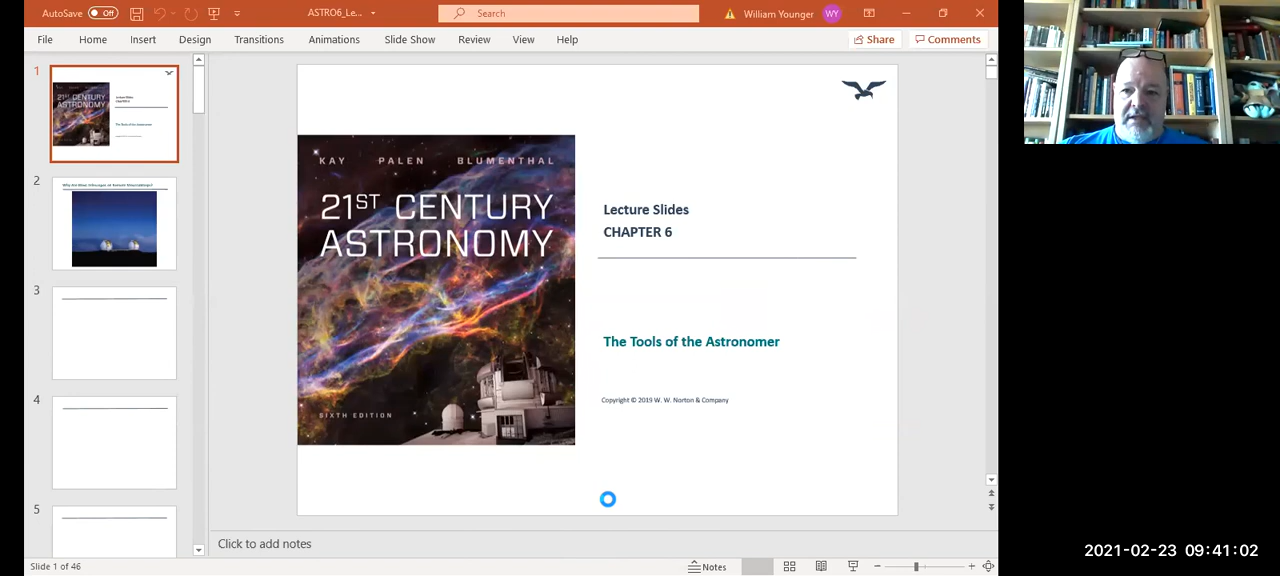 AutoSave Off ASTRO6_Le... Search William Younger WY
File Home Insert Design Transitions Animations Slide Show Review View Help Share Comments
1
2
3
4
5
KAY PALEN BLUMENTHAL
21ST CENTURY
ASTRONOMY
SIXTH EDITION
Lecture Slides
CHAPTER 6
The Tools of the Astronomer
Copyright © 2019 W. W. Norton & Company
Click to add notes
Slide 1 of 46 Notes
2021-02-23 09:41:02